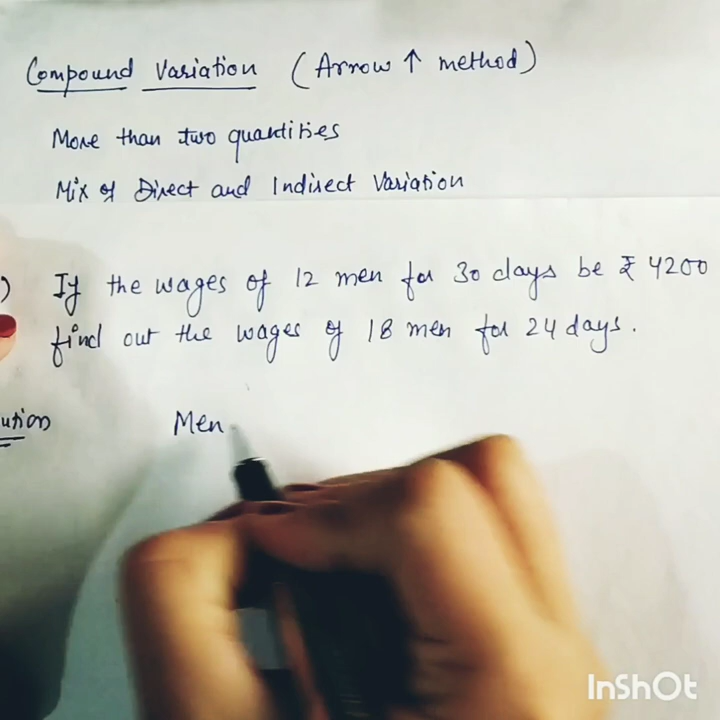 Compound Variation (Arrow ↑ method)
More than two quantities
Mix of Direct and Indirect Variation
) If the wages of 12 men for 30 days be ₹ 4200
find out the wages of 18 men for 24 days.
ution Men
InShOt